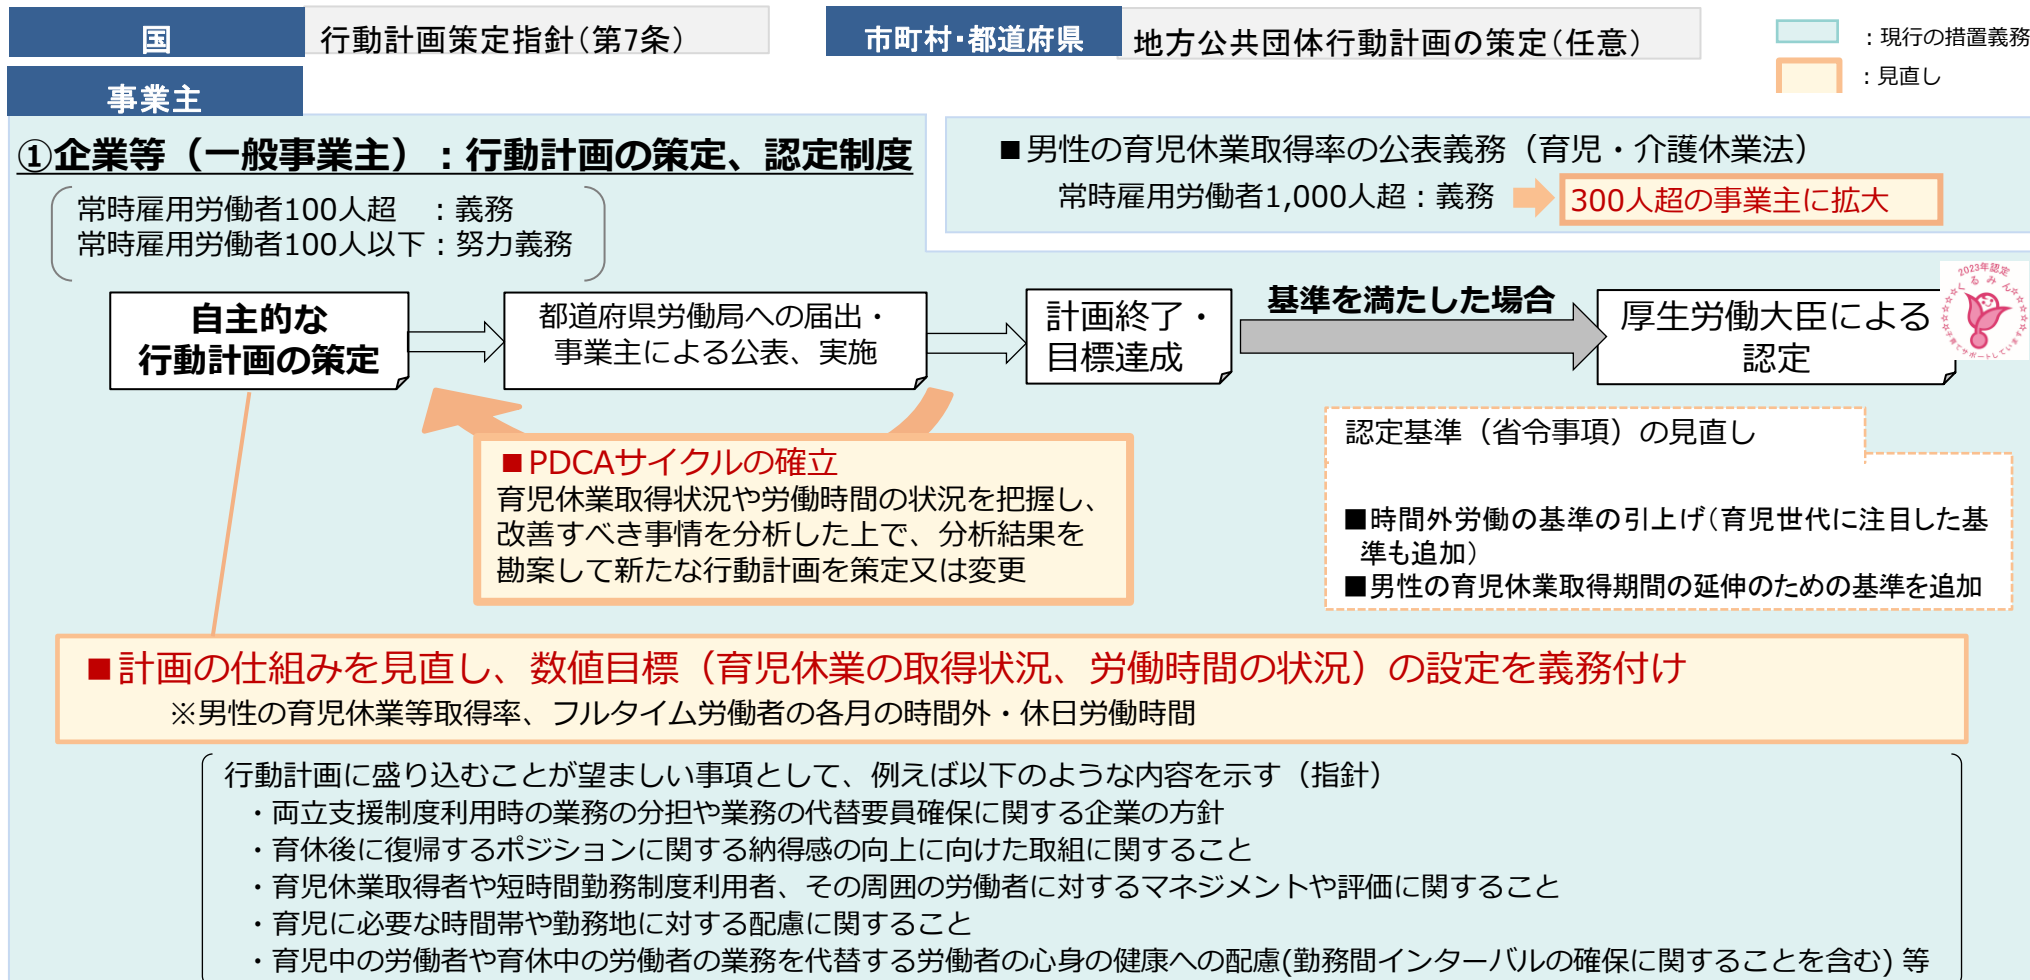 国
行動計画策定指針（第7条）
市町村・都道府県
地方公共団体行動計画の策定（任意）
：現行の措置義務
：見直し
事業主
①企業等（一般事業主）：行動計画の策定、認定制度
常時雇用労働者100人超　：義務
常時雇用労働者100人以下：努力義務
■男性の育児休業取得率の公表義務（育児・介護休業法）
常時雇用労働者1,000人超：義務
300人超の事業主に拡大
自主的な
行動計画の策定
都道府県労働局への届出・
事業主による公表、実施
計画終了・
目標達成
基準を満たした場合
厚生労働大臣による
認定
2023年認定
くるみん
子育てサポートしています
■PDCAサイクルの確立
育児休業取得状況や労働時間の状況を把握し、
改善すべき事情を分析した上で、分析結果を
勘案して新たな行動計画を策定又は変更
認定基準（省令事項）の見直し
■時間外労働の基準の引上げ（育児世代に注目した基
準も追加）
■男性の育児休業取得期間の延伸のための基準を追加
■計画の仕組みを見直し、数値目標（育児休業の取得状況、労働時間の状況）の設定を義務付け
※男性の育児休業等取得率、フルタイム労働者の各月の時間外・休日労働時間
行動計画に盛り込むことが望ましい事項として、例えば以下のような内容を示す（指針）
・両立支援制度利用時の業務の分担や業務の代替要員確保に関する企業の方針
・育休後に復帰するポジションに関する納得感の向上に向けた取組に関すること
・育児休業取得者や短時間勤務制度利用者、その周囲の労働者に対するマネジメントや評価に関すること
・育児に必要な時間帯や勤務地に対する配慮に関すること
・育児中の労働者や育休中の労働者の業務を代替する労働者の心身の健康への配慮(勤務間インターバルの確保に関することを含む) 等